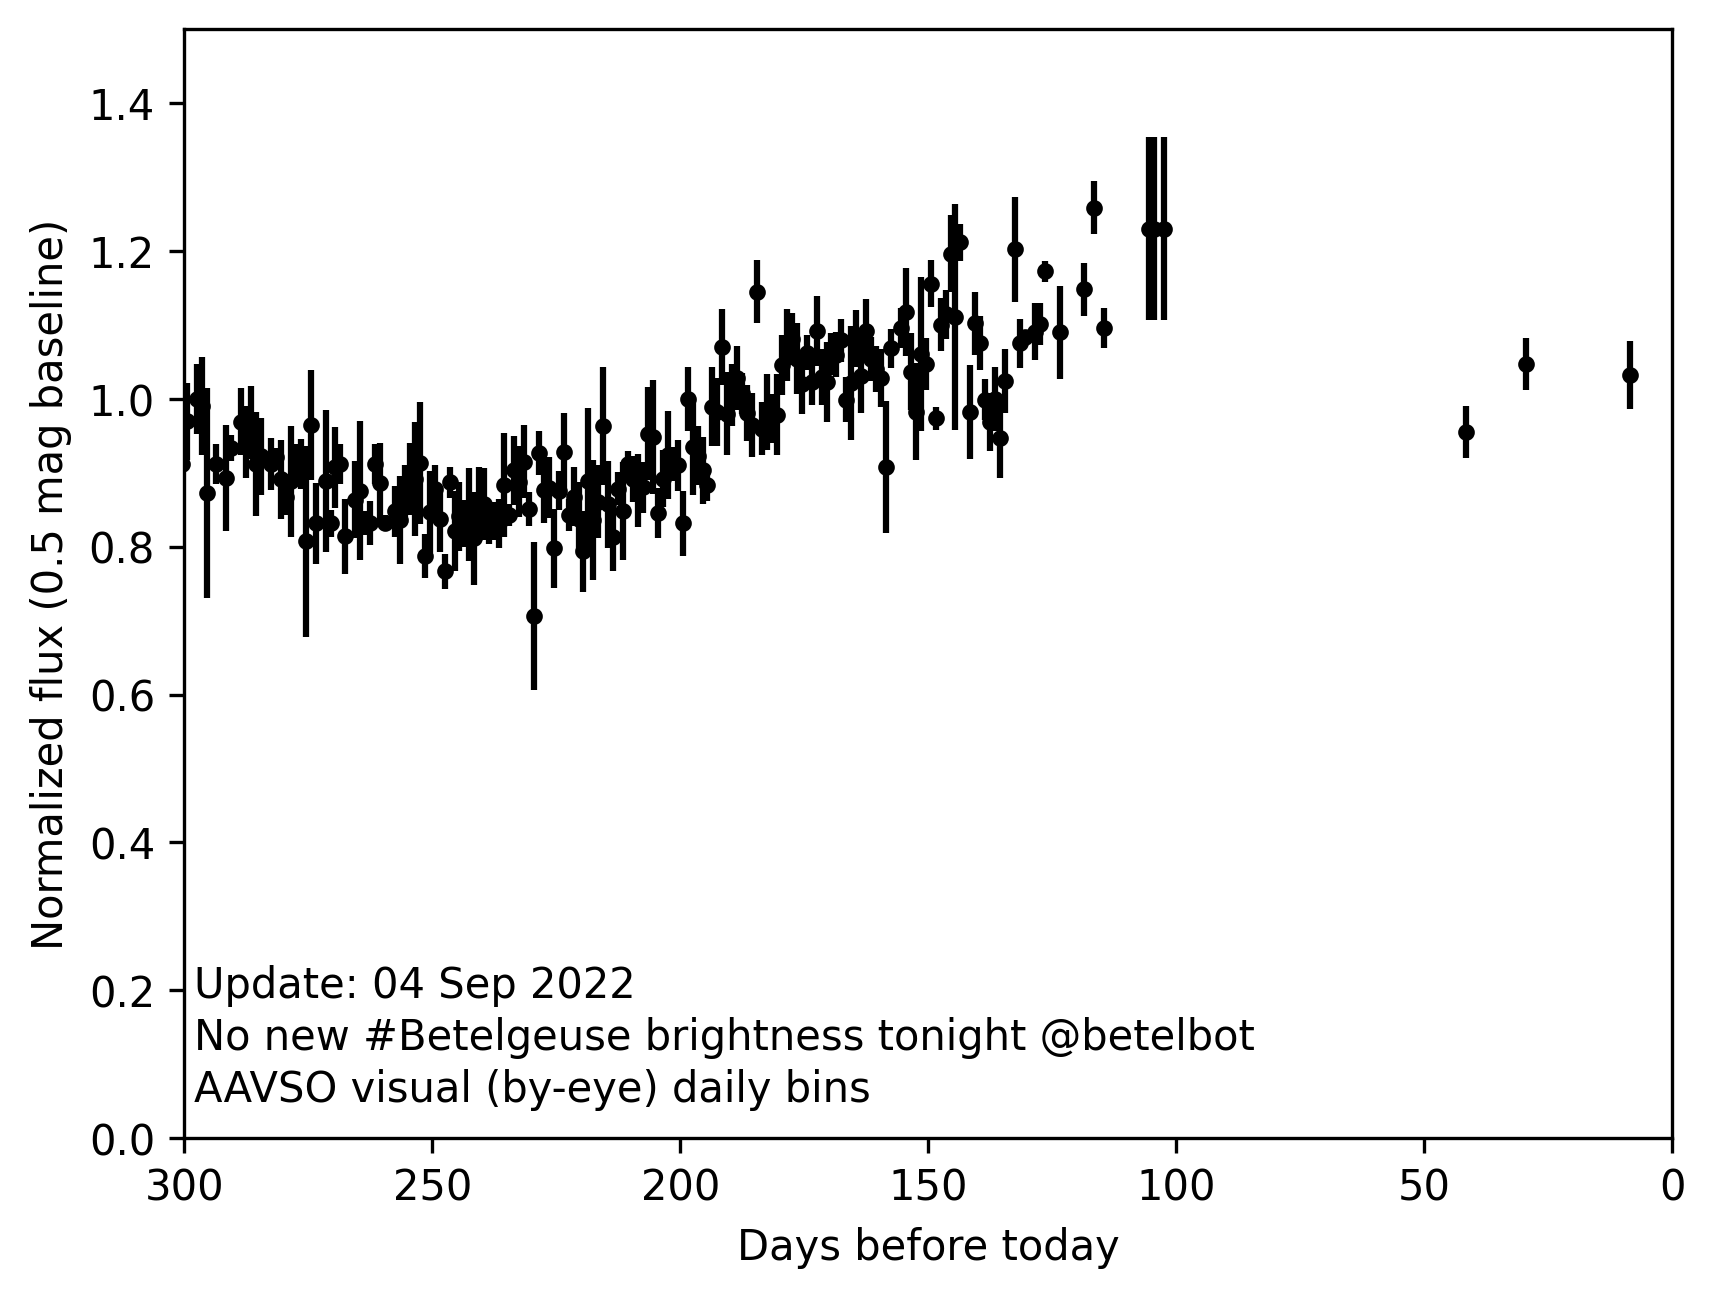 1.4
1.2
1.0
0.8
0.6
0.4
0.2
0.0
Normalized flux (0.5 mag baseline)
Update: 04 Sep 2022
No new #Betelgeuse brightness tonight @betelbot
AAVSO visual (by-eye) daily bins
300 250 200 150 100 50 0
Days before today